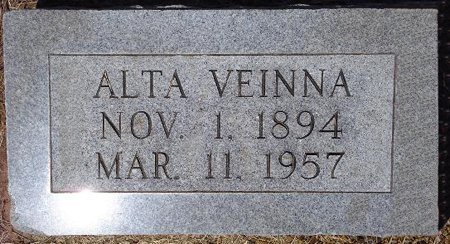 ALTA VEINNA
NOV. 1, 1894
MAR. 11, 1957